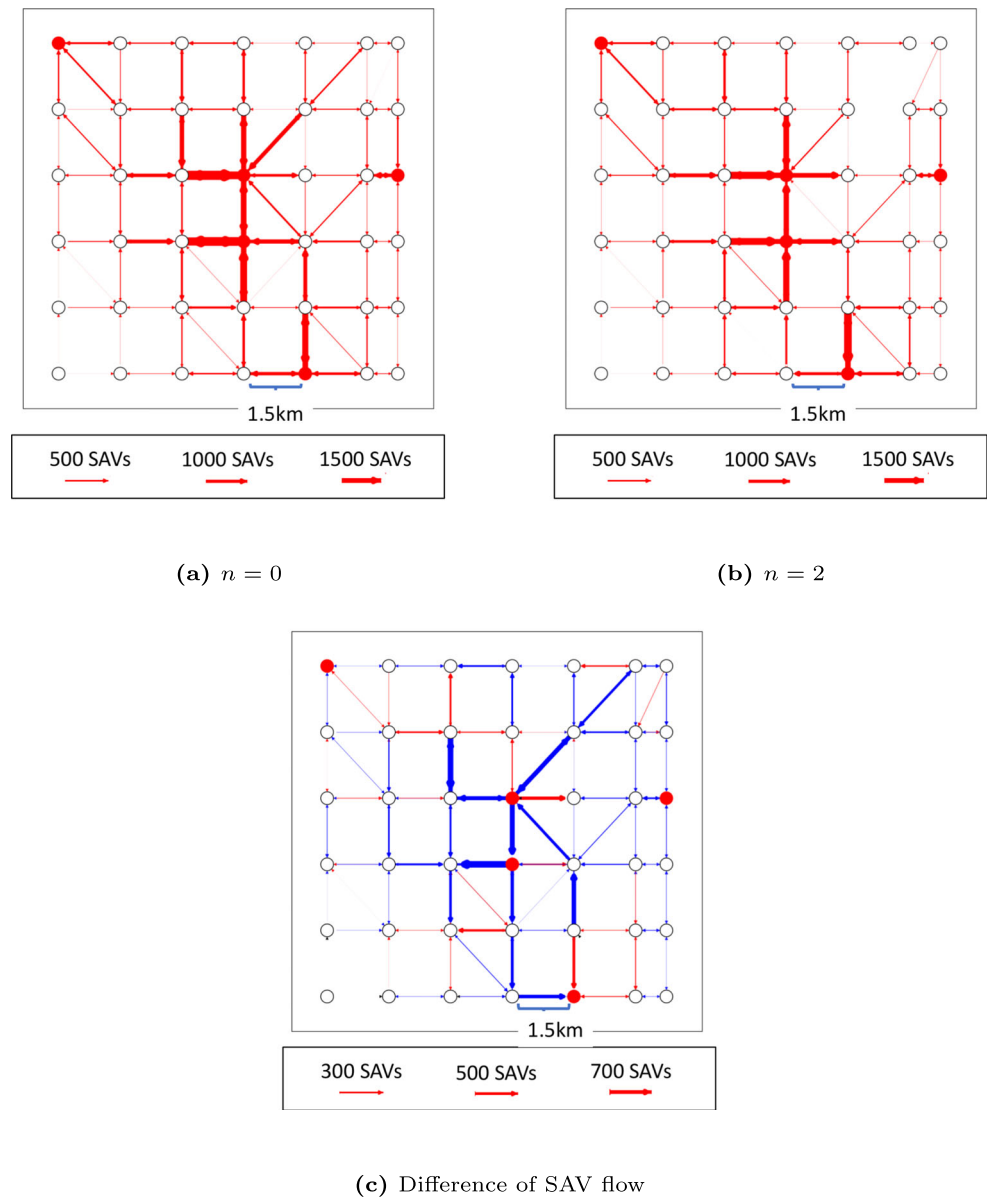 1.5km
1.5km
500 SAVs 1000 SAVs 1500 SAVs
500 SAVs 1000 SAVs 1500 SAVs
(a) n = 0
(b) n = 2
1.5km
300 SAVs 500 SAVs 700 SAVs
(c) Difference of SAV flow